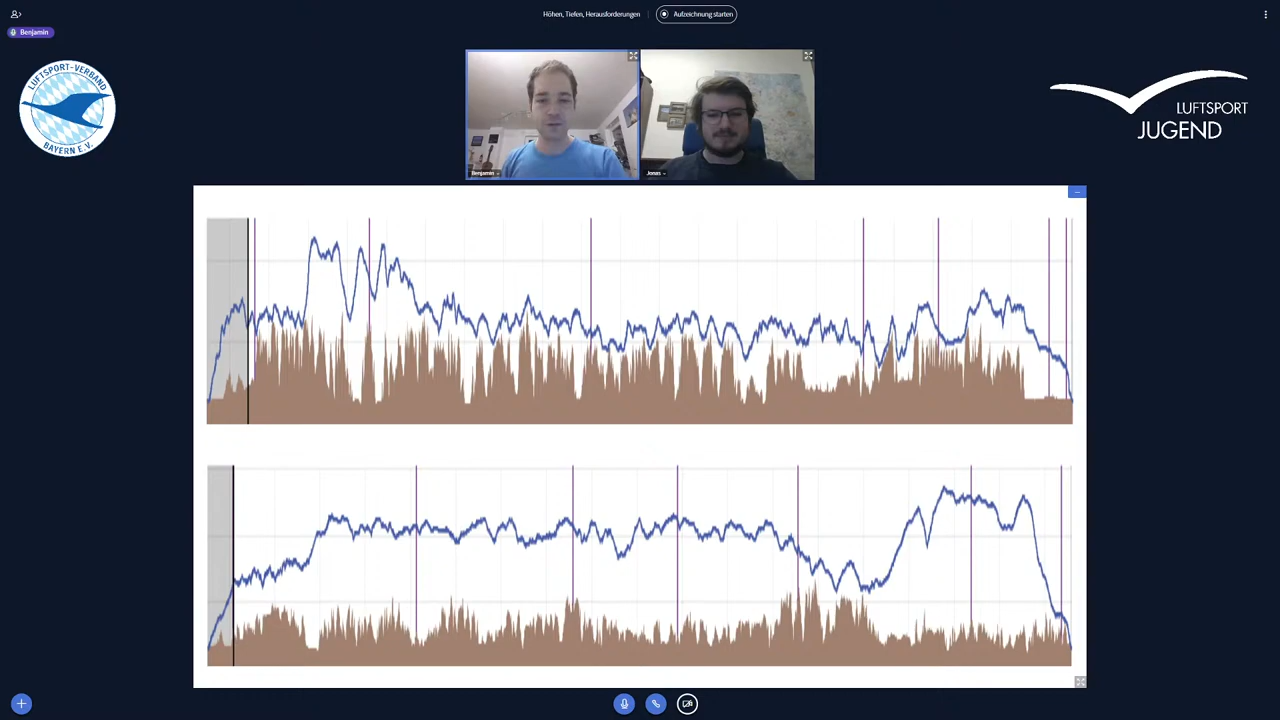 Höhen, Tiefen, Herausforderungen
Aufzeichnung starten
Benjamin
LUFTSPORT-VERBAND
BAYERN E.V.
LUFTSPORT
JUGEND
Benjamin
Jonas